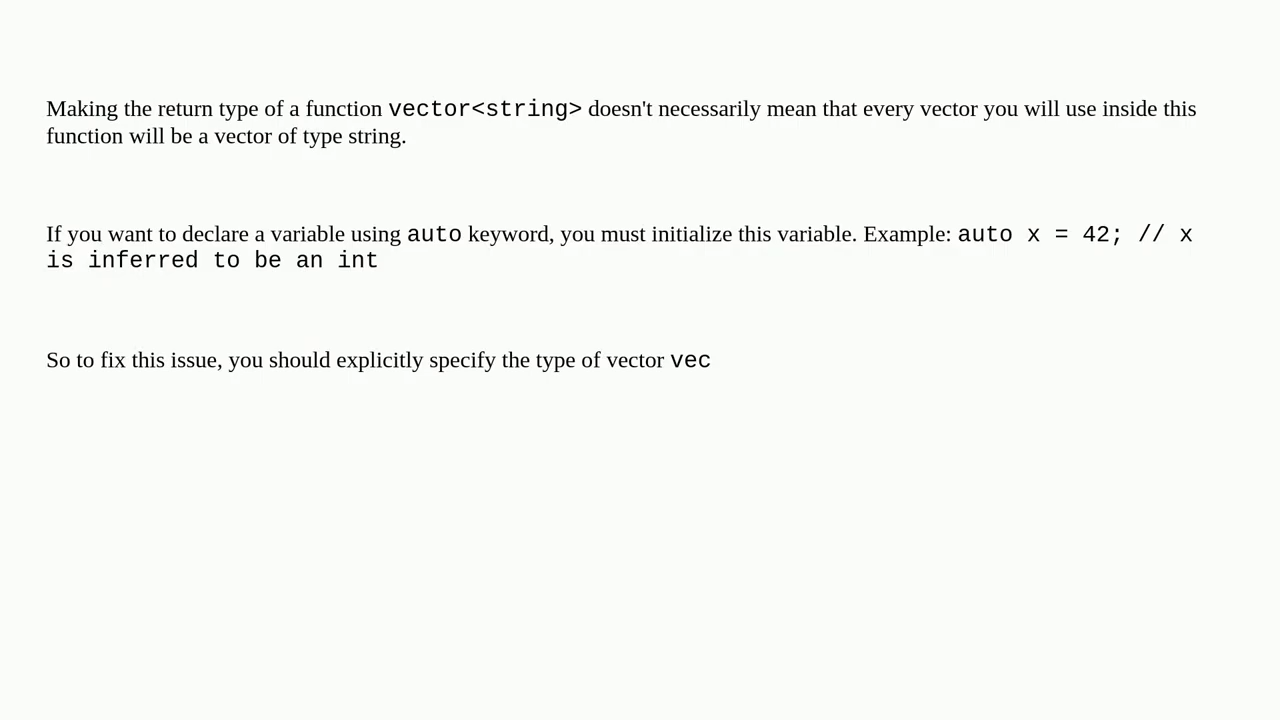 Making the return type of a function vector<string> doesn't necessarily mean that every vector you will use inside this
function will be a vector of type string.
If you want to declare a variable using auto keyword, you must initialize this variable. Example: auto x = 42; // x
is inferred to be an int
So to fix this issue, you should explicitly specify the type of vector vec